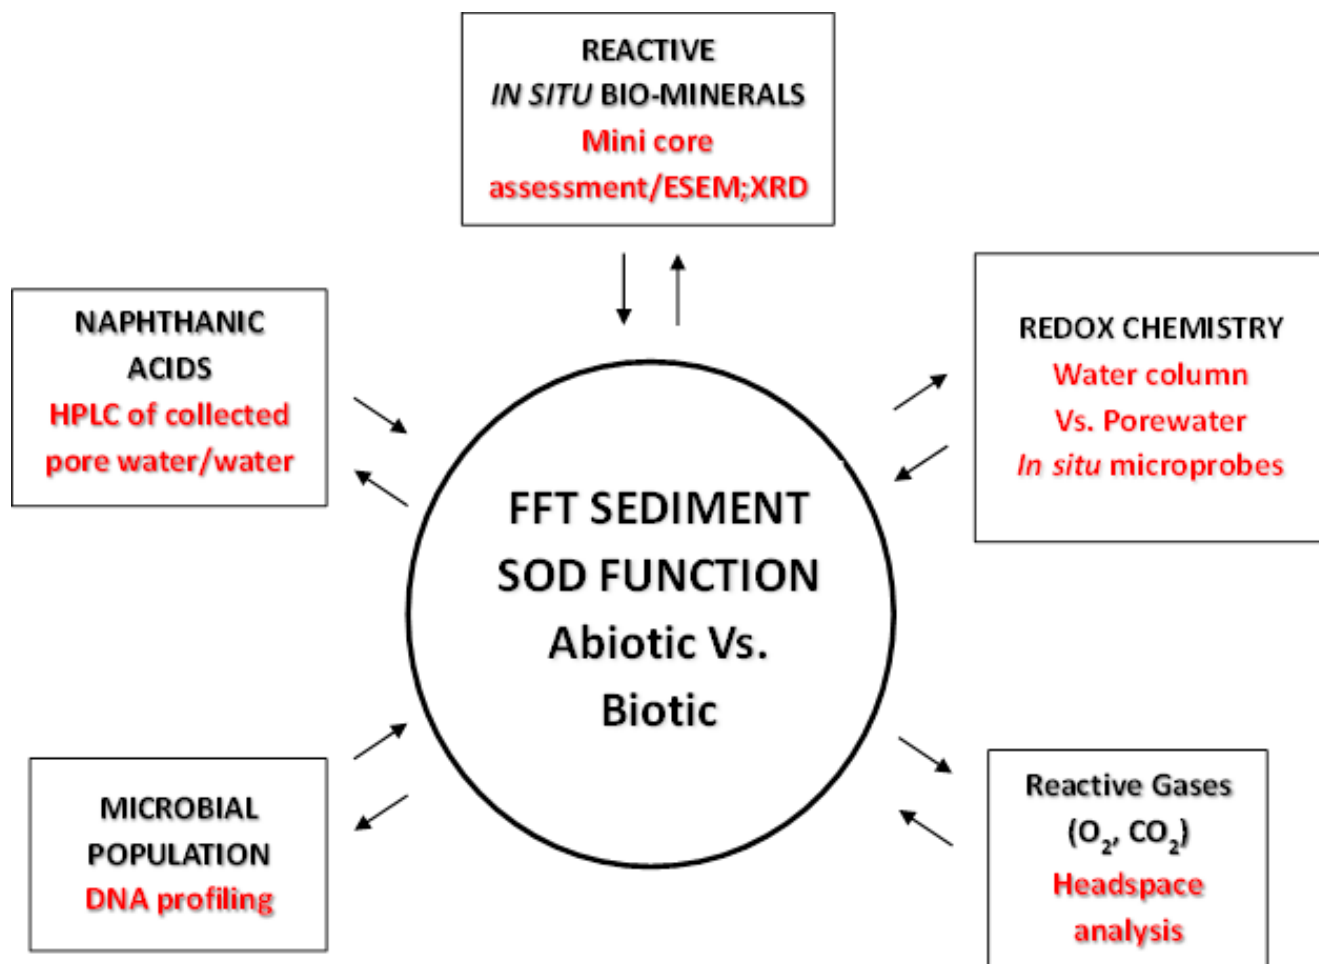 REACTIVE
IN SITU BIO-MINERALS
Mini core
assessment/ESEM;XRD
NAPHTHANIC
ACIDS
HPLC of collected
pore water/water
REDOX CHEMISTRY
Water column
Vs. Porewater
In situ microprobes
FFT SEDIMENT
SOD FUNCTION
Abiotic Vs.
Biotic
MICROBIAL
POPULATION
DNA profiling
Reactive Gases
(O₂, CO₂)
Headspace
analysis